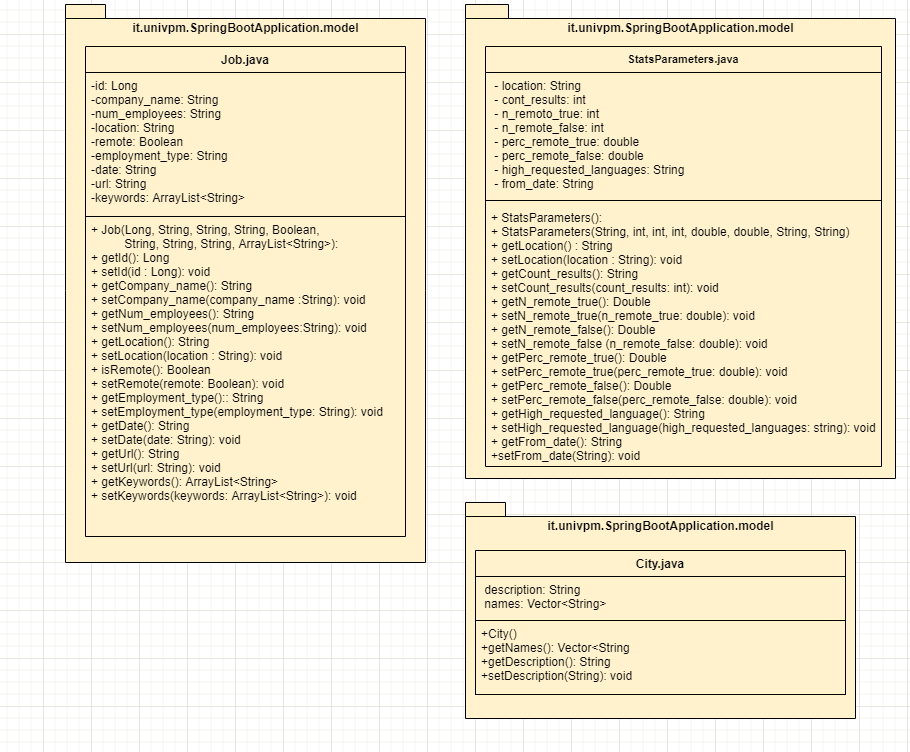 it.univpm.SpringBootApplication.model
Job.java
-id: Long
-company_name: String
-num_employees: String
-location: String
-remote: Boolean
-employment_type: String
-date: String
-url: String
-keywords: ArrayList<String>
+ Job(Long, String, String, String, Boolean,
String, String, String, ArrayList<String>):
+ getId(): Long
+ setId(id : Long): void
+ getCompany_name(): String
+ setCompany_name(company_name :String): void
+ getNum_employees(): String
+ setNum_employees(num_employees:String): void
+ getLocation(): String
+ setLocation(location : String): void
+ isRemote(): Boolean
+ setRemote(remote: Boolean): void
+ getEmployment_type():: String
+ setEmployment_type(employment_type: String): void
+ getDate(): String
+ setDate(date: String): void
+ getUrl(): String
+ setUrl(url: String): void
+ getKeywords(): ArrayList<String>
+ setKeywords(keywords: ArrayList<String>): void
it.univpm.SpringBootApplication.model
StatsParameters.java
- location: String
- cont_results: int
- n_remoto_true: int
- n_remote_false: int
- perc_remote_true: double
- perc_remote_false: double
- high_requested_languages: String
- from_date: String
+ StatsParameters():
+ StatsParameters(String, int, int, int, double, double, String, String)
+ getLocation() : String
+ setLocation(location : String): void
+ getCount_results(): String
+ setCount_results(count_results: int): void
+ getN_remote_true(): Double
+ setN_remote_true(n_remote_true: double): void
+ getN_remote_false(): Double
+ setN_remote_false (n_remote_false: double): void
+ getPerc_remote_true(): Double
+ setPerc_remote_true(perc_remote_true: double): void
+ getPerc_remote_false(): Double
+ setPerc_remote_false(perc_remote_false: double): void
+ getHigh_requested_language(): String
+ setHigh_requested_language(high_requested_languages: string): void
+ getFrom_date(): String
+setFrom_date(String): void
it.univpm.SpringBootApplication.model
City.java
description: String
names: Vector<String>
+City()
+getNames(): Vector<String
+getDescription(): String
+setDescription(String): void